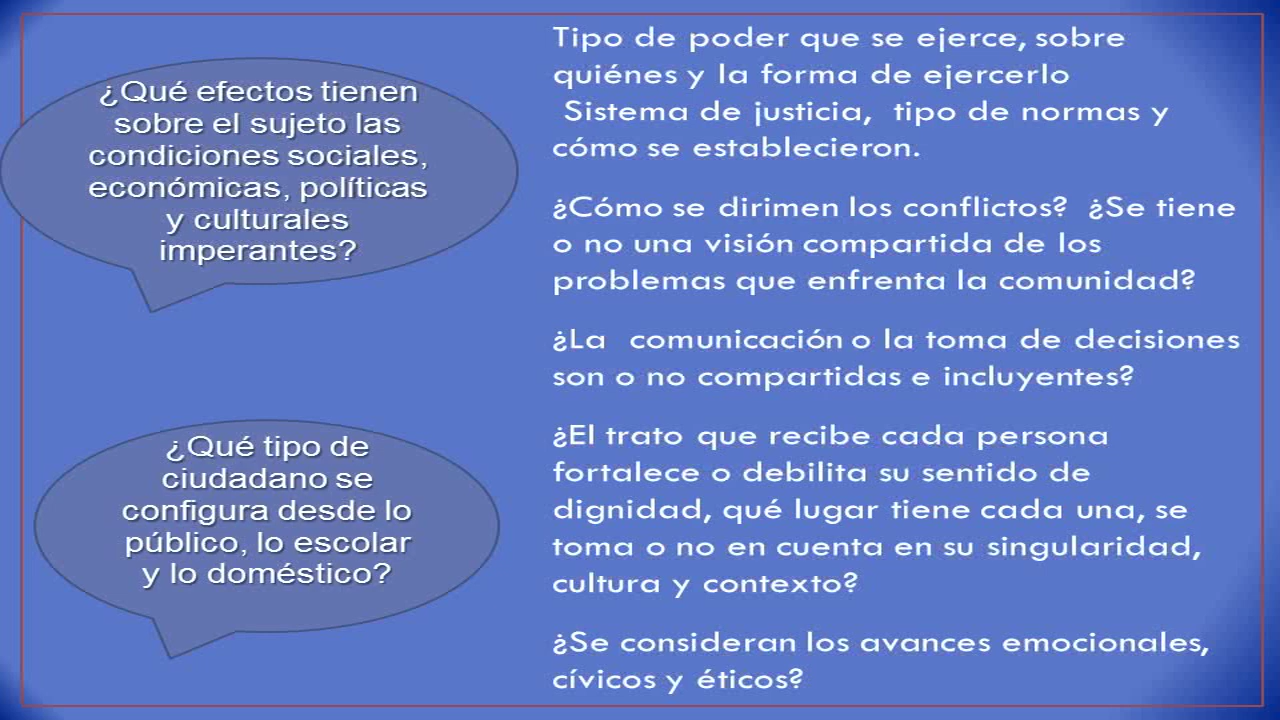 ¿Qué efectos tienen
sobre el sujeto las
condiciones sociales,
económicas, políticas
y culturales
imperantes?
¿Qué tipo de
ciudadano se
configura desde lo
público, lo escolar
y lo doméstico?
Tipo de poder que se ejerce, sobre
quiénes y la forma de ejercerlo
Sistema de justicia, tipo de normas y
cómo se establecieron.
¿Cómo se dirimen los conflictos? ¿Se tiene
o no una visión compartida de los
problemas que enfrenta la comunidad?
¿La comunicación o la toma de decisiones
son o no compartidas e incluyentes?
¿El trato que recibe cada persona
fortalece o debilita su sentido de
dignidad, qué lugar tiene cada una, se
toma o no en cuenta en su singularidad,
cultura y contexto?
¿Se consideran los avances emocionales,
cívicos y éticos?